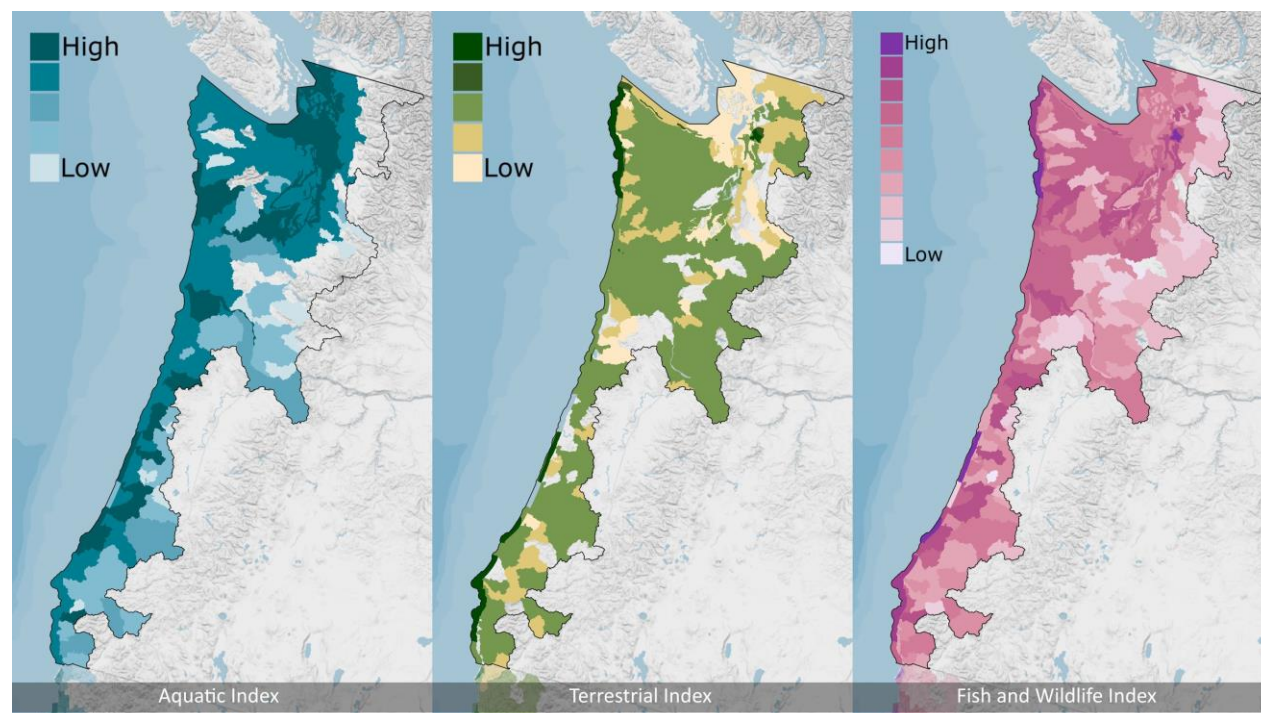 High
Low
Aquatic Index
High
Low
Terrestrial Index
High
Low
Fish and Wildlife Index